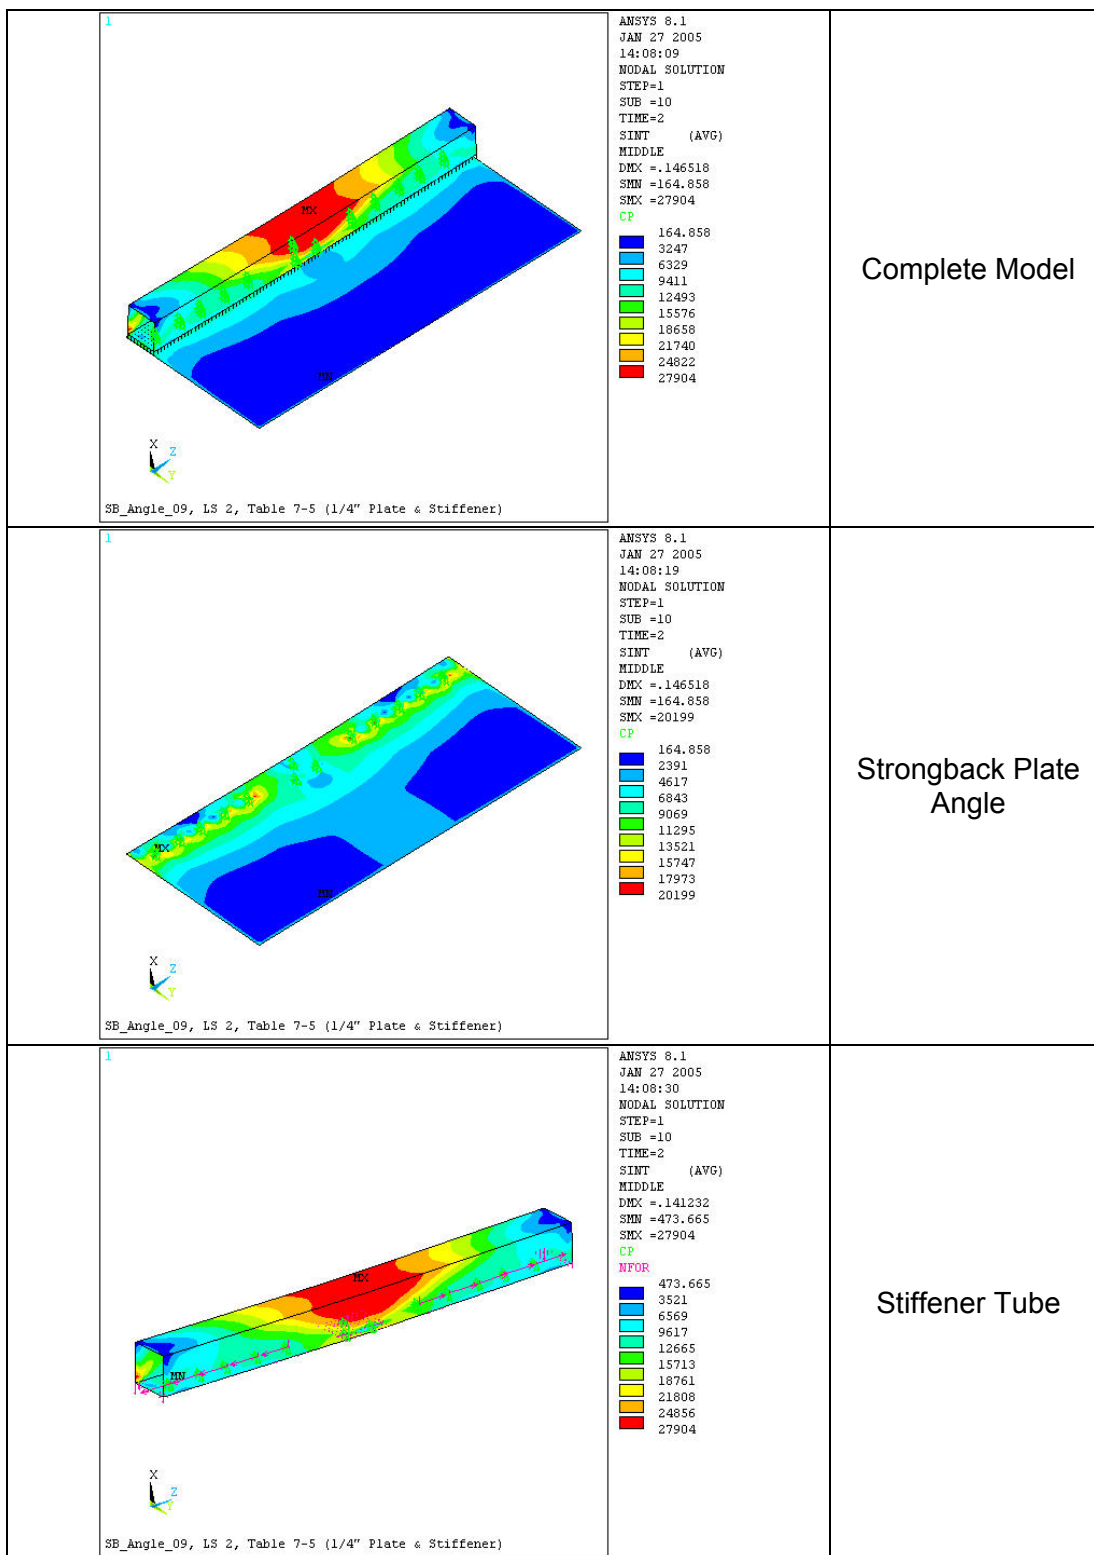 1
ANSYS 8.1
JAN 27 2005
14:08:09
NODAL SOLUTION
STEP=1
SUB =10
TIME=2
SINT (AVG)
MIDDLE
DMX =.146518
SMN =164.858
SMX =27904
CP
164.858
3247
6329
9411
12493
15576
18658
21740
24822
27904
MX
MN
X
Z
Y
SB_Angle_09, LS 2, Table 7-5 (1/4" Plate & Stiffener)
Complete Model
1
ANSYS 8.1
JAN 27 2005
14:08:19
NODAL SOLUTION
STEP=1
SUB =10
TIME=2
SINT (AVG)
MIDDLE
DMX =.146518
SMN =164.858
SMX =20199
CP
164.858
2391
4617
6843
9069
11295
13521
15747
17973
20199
MX
MN
X
Z
Y
SB_Angle_09, LS 2, Table 7-5 (1/4" Plate & Stiffener)
Strongback Plate
Angle
1
ANSYS 8.1
JAN 27 2005
14:08:30
NODAL SOLUTION
STEP=1
SUB =10
TIME=2
SINT (AVG)
MIDDLE
DMX =.141232
SMN =473.665
SMX =27904
CP
NFOR
473.665
3521
6569
9617
12665
15713
18761
21808
24856
27904
MX
MN
X
Z
Y
SB_Angle_09, LS 2, Table 7-5 (1/4" Plate & Stiffener)
Stiffener Tube